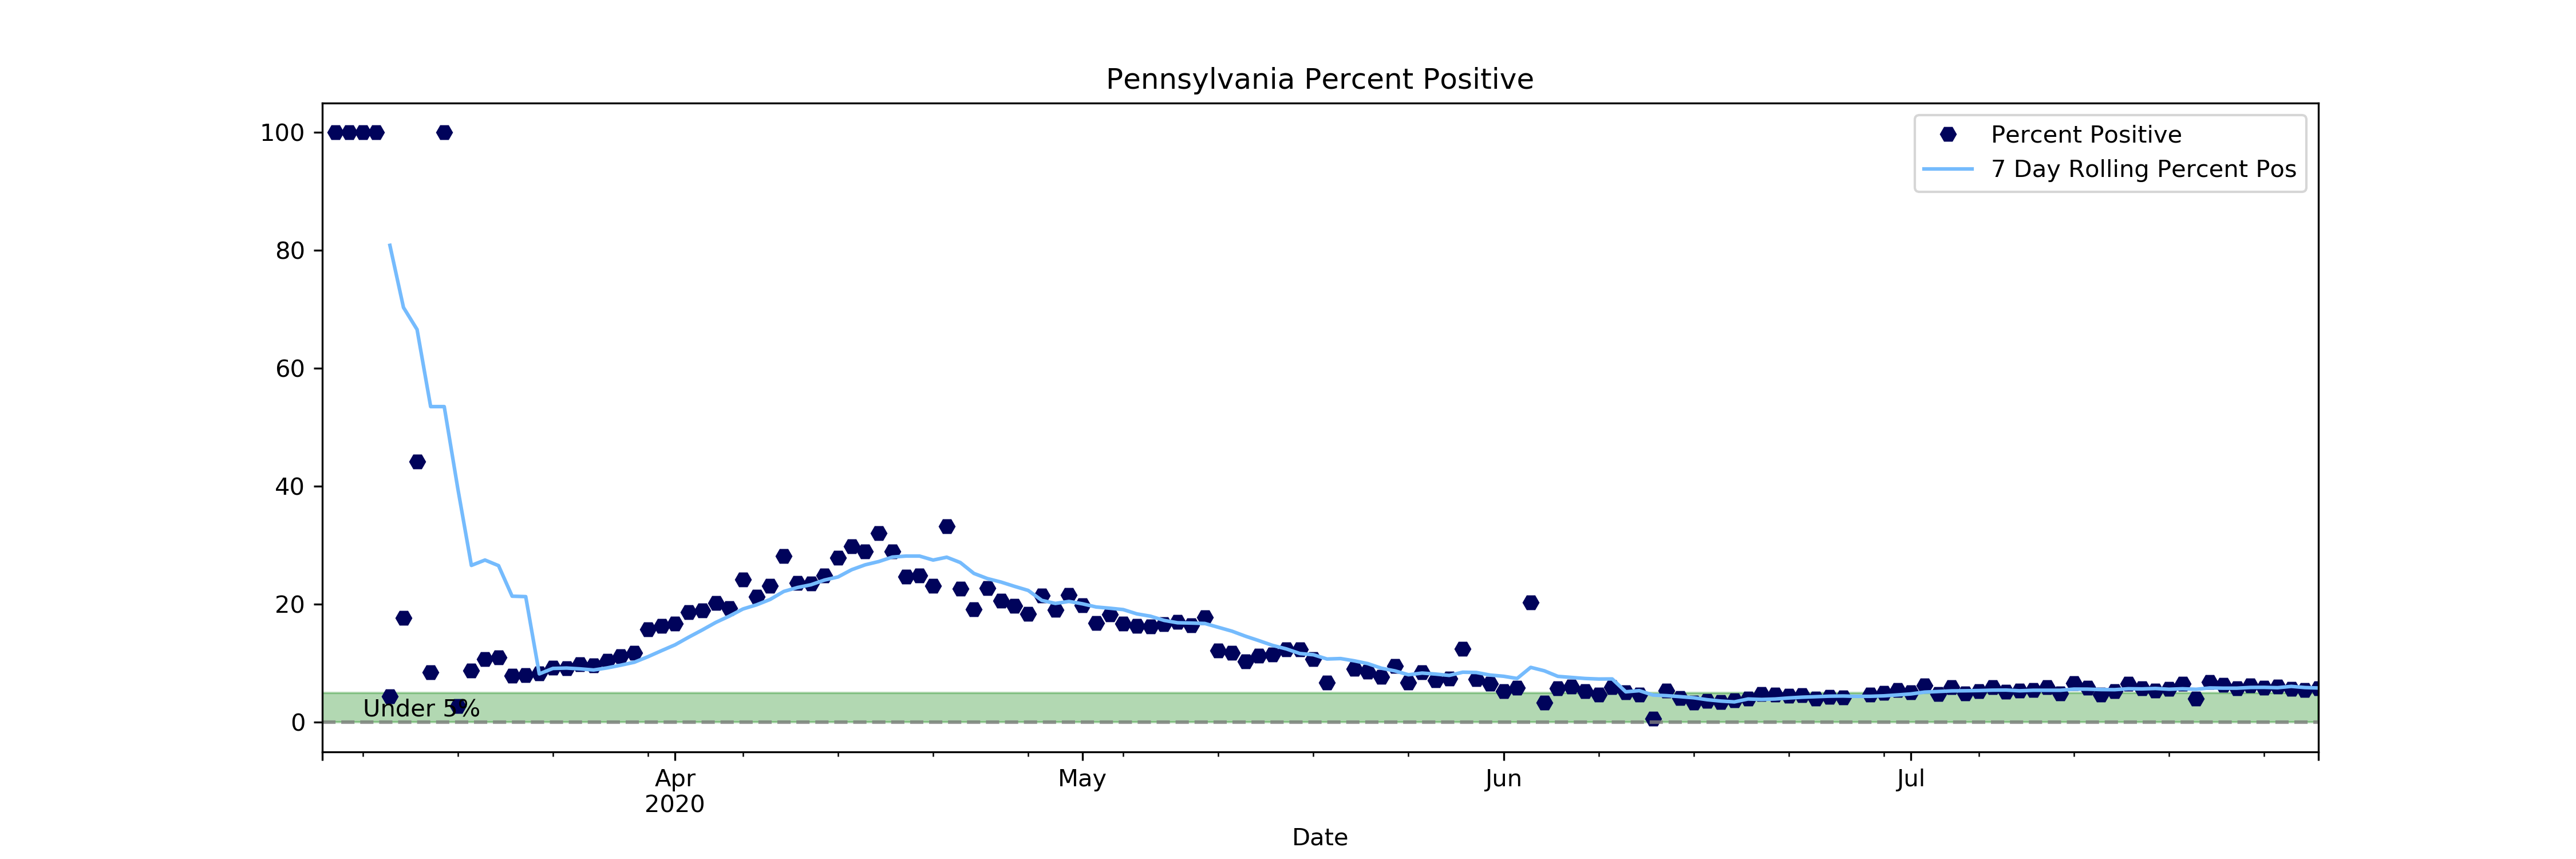 Pennsylvania Percent Positive
100
80
60
40
20
0
Percent Positive
7 Day Rolling Percent Pos
Under 5%
Apr
2020
May
Jun
Jul
Date